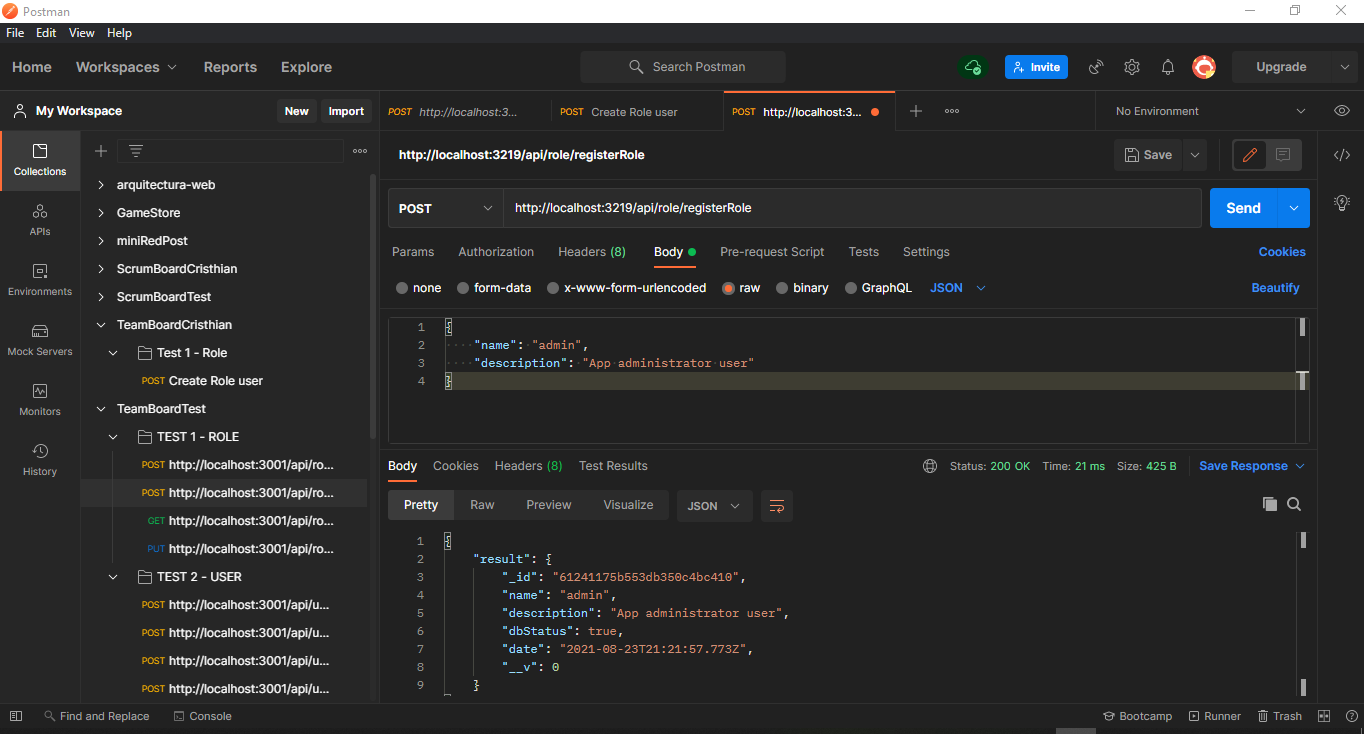 Postman
File Edit View Help
Home Workspaces Reports Explore Search Postman Invite Upgrade
My Workspace New Import
POST http://localhost:3... POST Create Role user POST http://localhost:3... No Environment
Collections
APIs
Environments
Mock Servers
Monitors
History
arquitectura-web
GameStore
miniRedPost
ScrumBoardCristhian
ScrumBoardTest
TeamBoardCristhian
Test 1 - Role
POST Create Role user
TeamBoardTest
TEST 1 - ROLE
POST http://localhost:3001/api/ro...
POST http://localhost:3001/api/ro...
GET http://localhost:3001/api/ro...
PUT http://localhost:3001/api/ro...
TEST 2 - USER
POST http://localhost:3001/api/u...
POST http://localhost:3001/api/u...
POST http://localhost:3001/api/u...
POST http://localhost:3001/api/u...
http://localhost:3219/api/role/registerRole Save
POST http://localhost:3219/api/role/registerRole Send
Params Authorization Headers (8) Body Pre-request Script Tests Settings Cookies
none form-data x-www-form-urlencoded raw binary GraphQL JSON Beautify
1 {
2 "name": "admin",
3 "description": "App administrator user"
4 }
Body Cookies Headers (8) Test Results Status: 200 OK Time: 21 ms Size: 425 B Save Response
Pretty Raw Preview Visualize JSON
1 {
2 "result": {
3 "_id": "61241175b553db350c4bc410",
4 "name": "admin",
5 "description": "App administrator user",
6 "dbStatus": true,
7 "date": "2021-08-23T21:21:57.773Z",
8 "__v": 0
9 }
Find and Replace Console Bootcamp Runner Trash